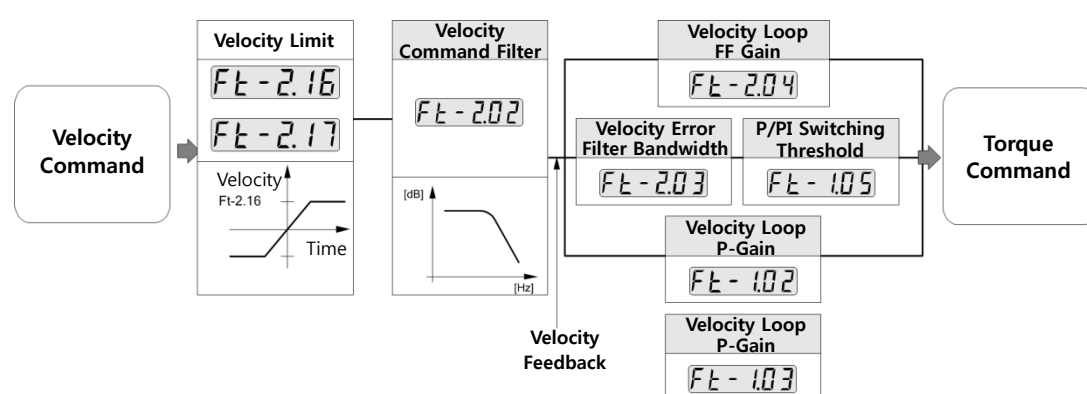 Velocity
Command
Velocity Limit
Ft - 2.16
Ft - 2.17
Velocity
Ft-2.16
Time
Velocity
Command Filter
Ft - 2.02
[dB]
[Hz]
Velocity
Feedback
Velocity Loop
FF Gain
Ft - 2.04
Velocity Error
Filter Bandwidth
Ft - 2.03
P/PI Switching
Threshold
Ft - 1.05
Velocity Loop
P-Gain
Ft - 1.02
Velocity Loop
P-Gain
Ft - 1.03
Torque
Command